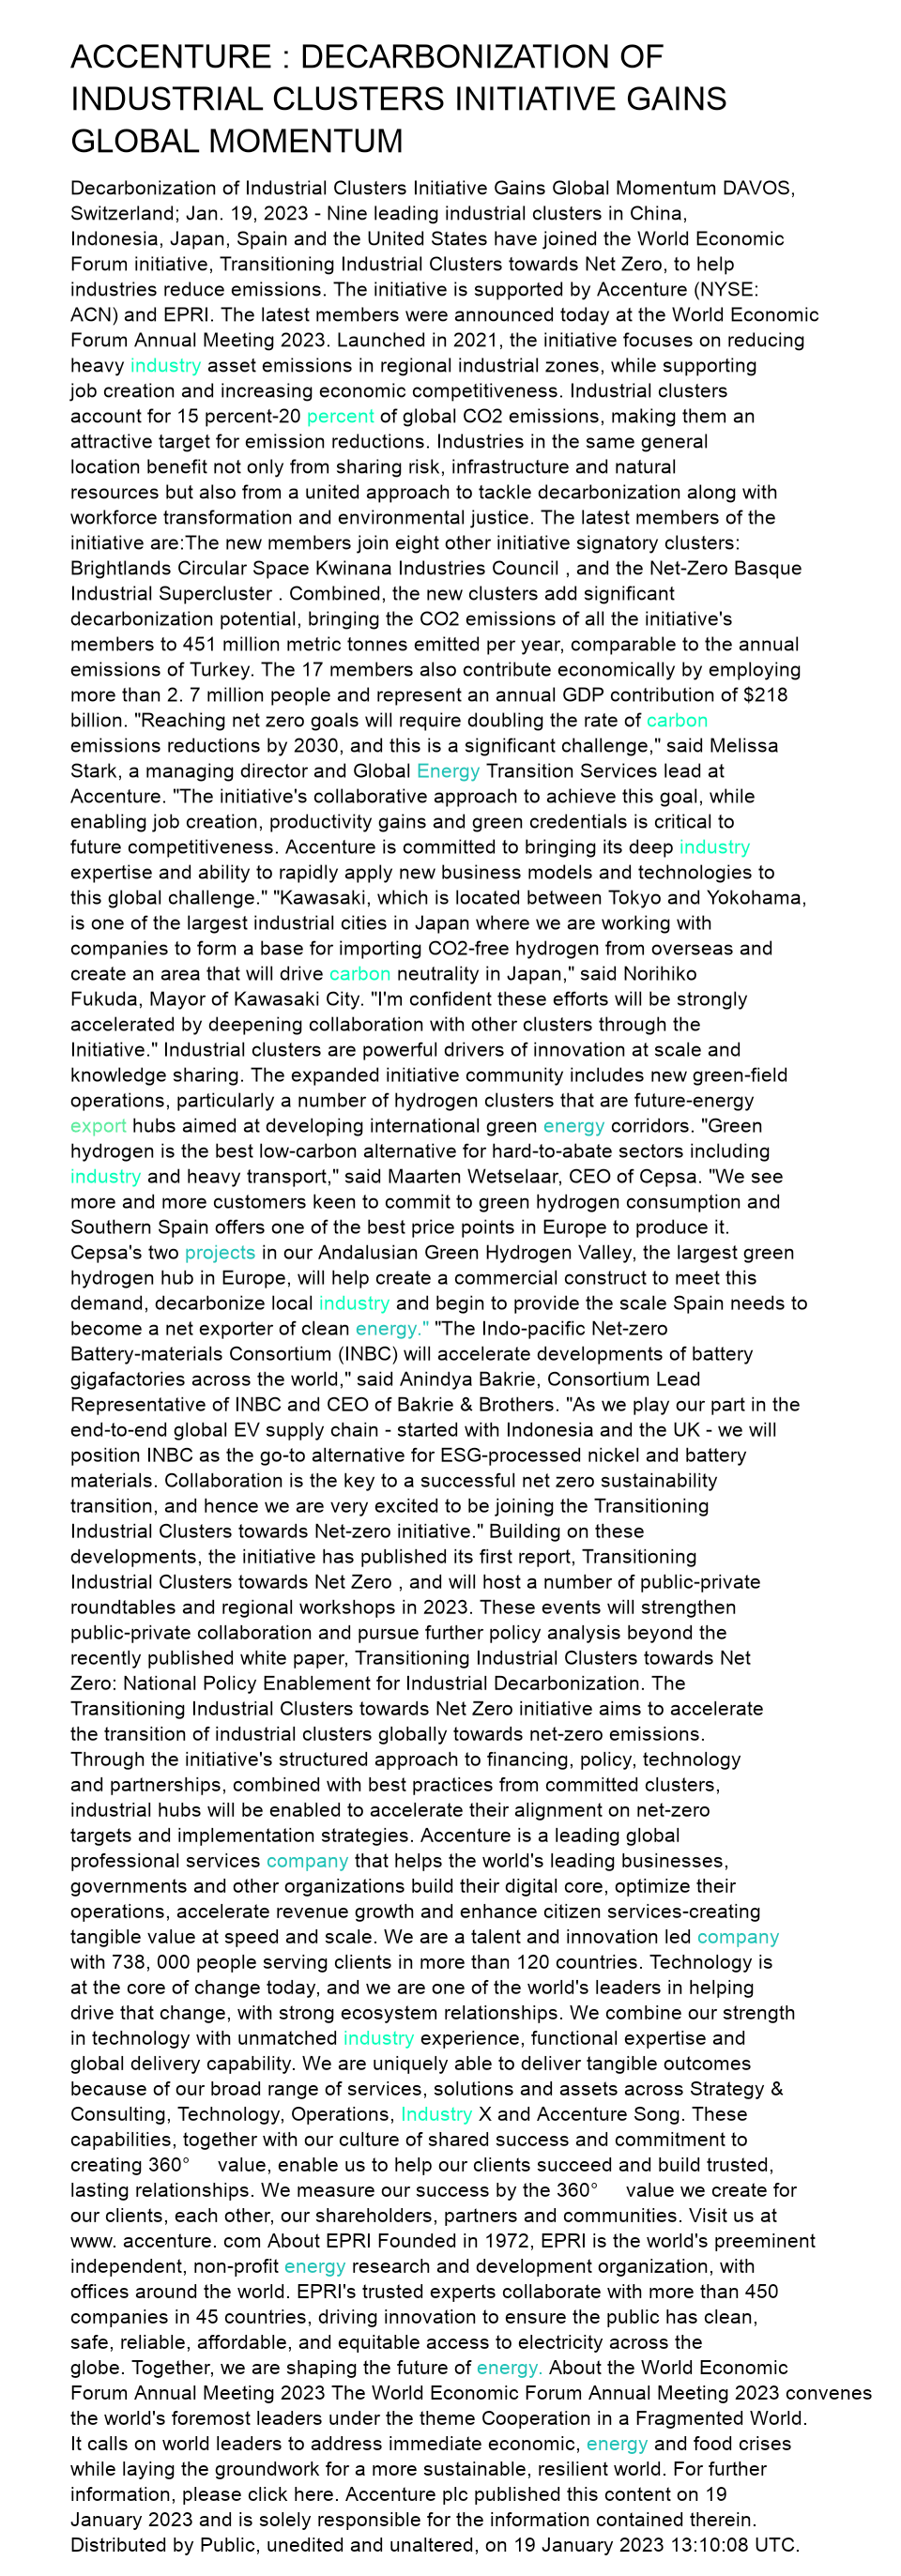 ACCENTURE : DECARBONIZATION OF
INDUSTRIAL CLUSTERS INITIATIVE GAINS
GLOBAL MOMENTUM
Decarbonization of Industrial Clusters Initiative Gains Global Momentum DAVOS,
Switzerland; Jan. 19, 2023 - Nine leading industrial clusters in China,
Indonesia, Japan, Spain and the United States have joined the World Economic
Forum initiative, Transitioning Industrial Clusters towards Net Zero, to help
industries reduce emissions. The initiative is supported by Accenture (NYSE:
ACN) and EPRI. The latest members were announced today at the World Economic
Forum Annual Meeting 2023. Launched in 2021, the initiative focuses on reducing
heavy industry asset emissions in regional industrial zones, while supporting
job creation and increasing economic competitiveness. Industrial clusters
account for 15 percent-20 percent of global CO2 emissions, making them an
attractive target for emission reductions. Industries in the same general
location benefit not only from sharing risk, infrastructure and natural
resources but also from a united approach to tackle decarbonization along with
workforce transformation and environmental justice. The latest members of the
initiative are:The new members join eight other initiative signatory clusters:
Brightlands Circular Space Kwinana Industries Council , and the Net-Zero Basque
Industrial Supercluster . Combined, the new clusters add significant
decarbonization potential, bringing the CO2 emissions of all the initiative's
members to 451 million metric tonnes emitted per year, comparable to the annual
emissions of Turkey. The 17 members also contribute economically by employing
more than 2. 7 million people and represent an annual GDP contribution of $218
billion. "Reaching net zero goals will require doubling the rate of carbon
emissions reductions by 2030, and this is a significant challenge," said Melissa
Stark, a managing director and Global Energy Transition Services lead at
Accenture. "The initiative's collaborative approach to achieve this goal, while
enabling job creation, productivity gains and green credentials is critical to
future competitiveness. Accenture is committed to bringing its deep industry
expertise and ability to rapidly apply new business models and technologies to
this global challenge." "Kawasaki, which is located between Tokyo and Yokohama,
is one of the largest industrial cities in Japan where we are working with
companies to form a base for importing CO2-free hydrogen from overseas and
create an area that will drive carbon neutrality in Japan," said Norihiko
Fukuda, Mayor of Kawasaki City. "I'm confident these efforts will be strongly
accelerated by deepening collaboration with other clusters through the
Initiative." Industrial clusters are powerful drivers of innovation at scale and
knowledge sharing. The expanded initiative community includes new green-field
operations, particularly a number of hydrogen clusters that are future-energy
export hubs aimed at developing international green energy corridors. "Green
hydrogen is the best low-carbon alternative for hard-to-abate sectors including
industry and heavy transport," said Maarten Wetselaar, CEO of Cepsa. "We see
more and more customers keen to commit to green hydrogen consumption and
Southern Spain offers one of the best price points in Europe to produce it.
Cepsa's two projects in our Andalusian Green Hydrogen Valley, the largest green
hydrogen hub in Europe, will help create a commercial construct to meet this
demand, decarbonize local industry and begin to provide the scale Spain needs to
become a net exporter of clean energy." "The Indo-pacific Net-zero
Battery-materials Consortium (INBC) will accelerate developments of battery
gigafactories across the world," said Anindya Bakrie, Consortium Lead
Representative of INBC and CEO of Bakrie & Brothers. "As we play our part in the
end-to-end global EV supply chain - started with Indonesia and the UK - we will
position INBC as the go-to alternative for ESG-processed nickel and battery
materials. Collaboration is the key to a successful net zero sustainability
transition, and hence we are very excited to be joining the Transitioning
Industrial Clusters towards Net-zero initiative." Building on these
developments, the initiative has published its first report, Transitioning
Industrial Clusters towards Net Zero , and will host a number of public-private
roundtables and regional workshops in 2023. These events will strengthen
public-private collaboration and pursue further policy analysis beyond the
recently published white paper, Transitioning Industrial Clusters towards Net
Zero: National Policy Enablement for Industrial Decarbonization. The
Transitioning Industrial Clusters towards Net Zero initiative aims to accelerate
the transition of industrial clusters globally towards net-zero emissions.
Through the initiative's structured approach to financing, policy, technology
and partnerships, combined with best practices from committed clusters,
industrial hubs will be enabled to accelerate their alignment on net-zero
targets and implementation strategies. Accenture is a leading global
professional services company that helps the world's leading businesses,
governments and other organizations build their digital core, optimize their
operations, accelerate revenue growth and enhance citizen services-creating
tangible value at speed and scale. We are a talent and innovation led company
with 738, 000 people serving clients in more than 120 countries. Technology is
at the core of change today, and we are one of the world's leaders in helping
drive that change, with strong ecosystem relationships. We combine our strength
in technology with unmatched industry experience, functional expertise and
global delivery capability. We are uniquely able to deliver tangible outcomes
because of our broad range of services, solutions and assets across Strategy &
Consulting, Technology, Operations, Industry X and Accenture Song. These
capabilities, together with our culture of shared success and commitment to
creating 360° value, enable us to help our clients succeed and build trusted,
lasting relationships. We measure our success by the 360° value we create for
our clients, each other, our shareholders, partners and communities. Visit us at
www. accenture. com About EPRI Founded in 1972, EPRI is the world's preeminent
independent, non-profit energy research and development organization, with
offices around the world. EPRI's trusted experts collaborate with more than 450
companies in 45 countries, driving innovation to ensure the public has clean,
safe, reliable, affordable, and equitable access to electricity across the
globe. Together, we are shaping the future of energy. About the World Economic
Forum Annual Meeting 2023 The World Economic Forum Annual Meeting 2023 convenes
the world's foremost leaders under the theme Cooperation in a Fragmented World.
It calls on world leaders to address immediate economic, energy and food crises
while laying the groundwork for a more sustainable, resilient world. For further
information, please click here. Accenture plc published this content on 19
January 2023 and is solely responsible for the information contained therein.
Distributed by Public, unedited and unaltered, on 19 January 2023 13:10:08 UTC.